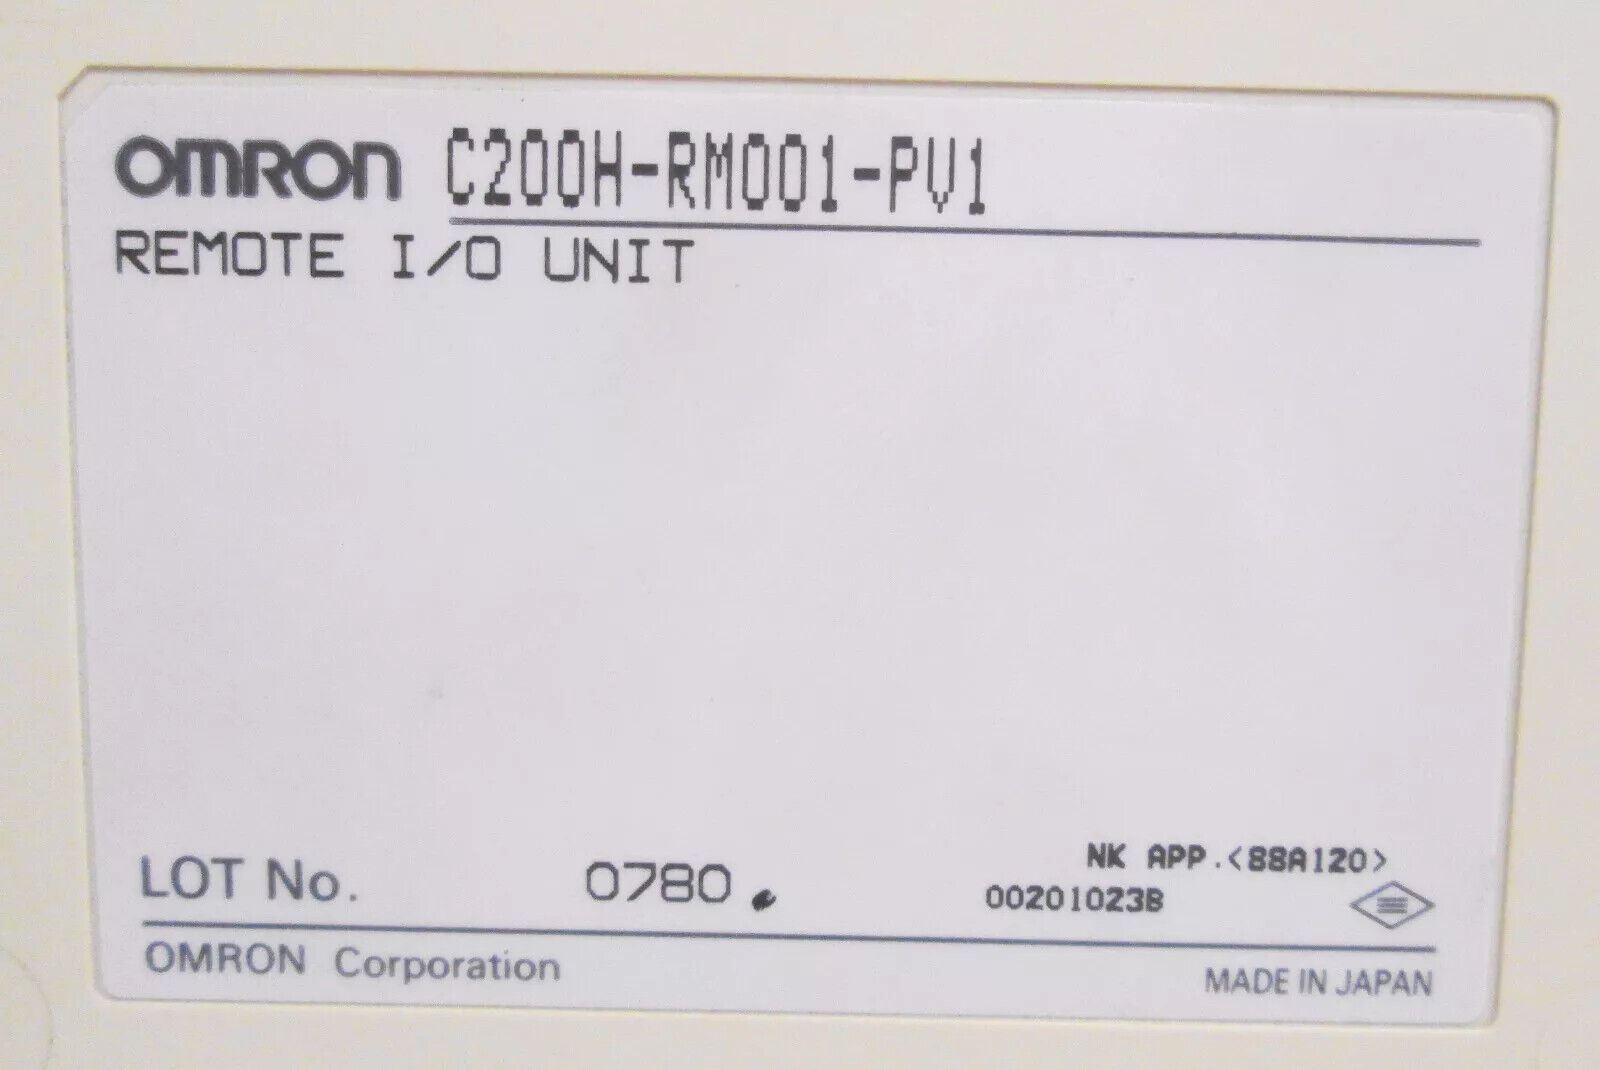 OMRON C200H-RM001-PV1
REMOTE I/O UNIT
NK APP.<88A120>
LOT No. 0780 00201023B
OMRON Corporation MADE IN JAPAN